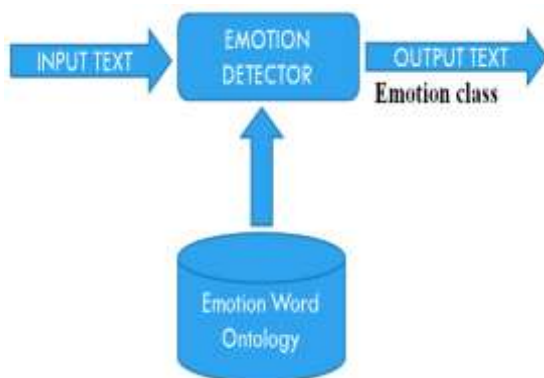 INPUT TEXT
EMOTION
DETECTOR
OUTPUT TEXT
Emotion class
Emotion Word
Ontology